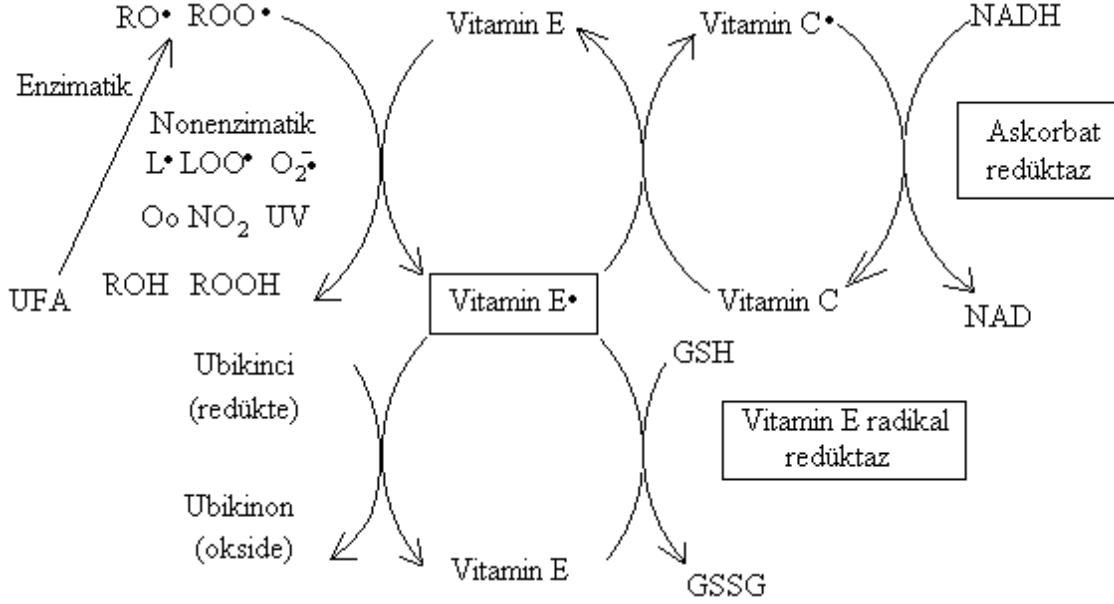 RO• ROO•
Vitamin E
Vitamin C•
NADH
Enzimatik
Nonenzimatik
L• LOO• O₂⁻•
Oo NO₂ UV
Askorbat
redüktaz
UFA
ROH ROOH
Vitamin E•
Vitamin C
NAD
Ubikinci
(redükte)
GSH
Vitamin E radikal
redüktaz
Ubikinon
(okside)
Vitamin E
GSSG